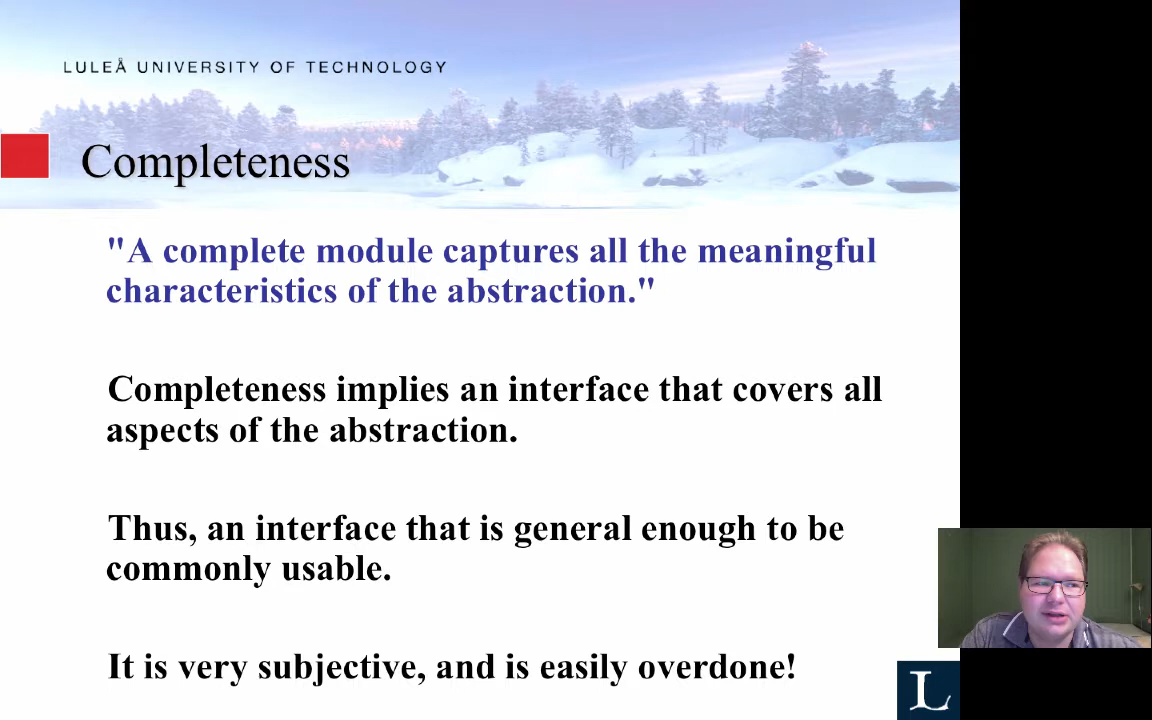 LULEÅ UNIVERSITY OF TECHNOLOGY
Completeness
"A complete module captures all the meaningful
characteristics of the abstraction."
Completeness implies an interface that covers all
aspects of the abstraction.
Thus, an interface that is general enough to be
commonly usable.
It is very subjective, and is easily overdone!
L